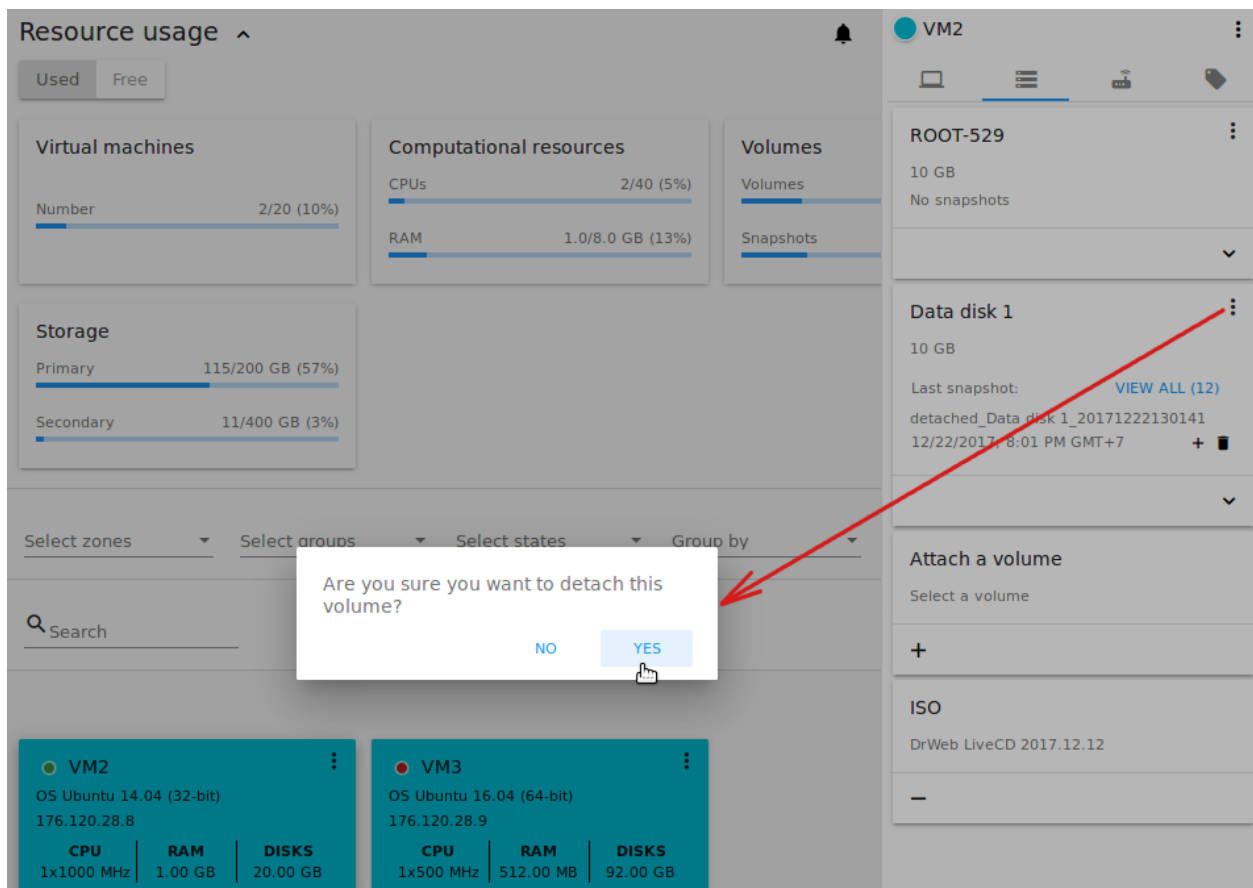 Resource usage
Used Free
Virtual machines
Number 2/20 (10%)
Computational resources
CPUs 2/40 (5%)
RAM 1.0/8.0 GB (13%)
Volumes
Volumes
Snapshots
Storage
Primary 115/200 GB (57%)
Secondary 11/400 GB (3%)
Select zones Select groups Select states Group by
Search
Are you sure you want to detach this
volume?
NO YES
VM2
OS Ubuntu 14.04 (32-bit)
176.120.28.8
CPU RAM DISKS
1x1000 MHz 1.00 GB 20.00 GB
VM3
OS Ubuntu 16.04 (64-bit)
176.120.28.9
CPU RAM DISKS
1x500 MHz 512.00 MB 92.00 GB
VM2
ROOT-529
10 GB
No snapshots
Data disk 1
10 GB
Last snapshot: VIEW ALL (12)
detached_Data disk 1_20171222130141
12/22/2017, 8:01 PM GMT+7
Attach a volume
Select a volume
ISO
DrWeb LiveCD 2017.12.12